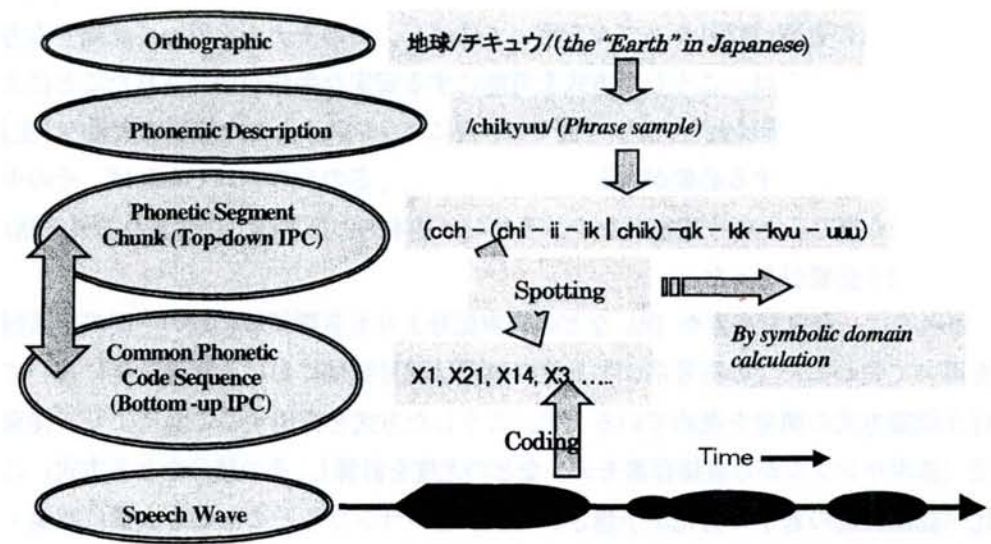 Orthographic
地球/チキュウ/(the "Earth" in Japanese)
Phonemic Description
/chikyuu/ (Phrase sample)
Phonetic Segment
Chunk (Top-down IPC)
(cch - (chi - ii - ik | chik) -qk - kk -kyu - uuu)
Spotting
By symbolic domain
calculation
Common Phonetic
Code Sequence
(Bottom -up IPC)
X1, X21, X14, X3 .....
Coding
Time
Speech Wave